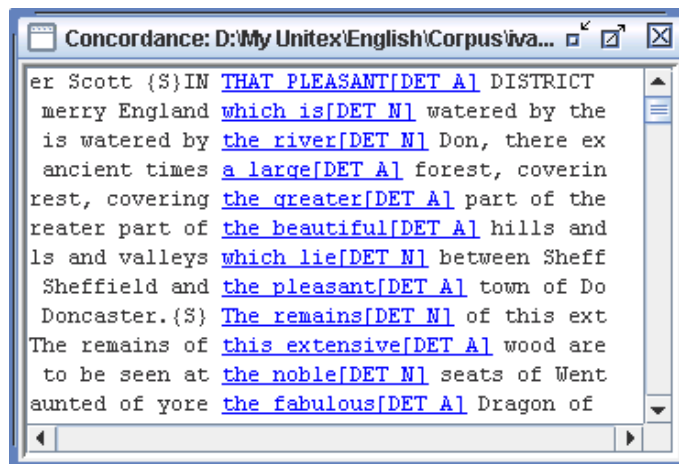 Concordance: D:\My Unitex\English\Corpus\iva...
er Scott {S}IN THAT PLEASANT[DET A] DISTRICT
merry England which is[DET N] watered by the
is watered by the river[DET N] Don, there ex
ancient times a large[DET A] forest, coverin
rest, covering the greater[DET A] part of the
reater part of the beautiful[DET A] hills and
ls and valleys which lie[DET N] between Sheff
Sheffield and the pleasant[DET A] town of Do
Doncaster.{S} The remains[DET N] of this ext
The remains of this extensive[DET A] wood are
to be seen at the noble[DET N] seats of Went
aunted of yore the fabulous[DET A] Dragon of